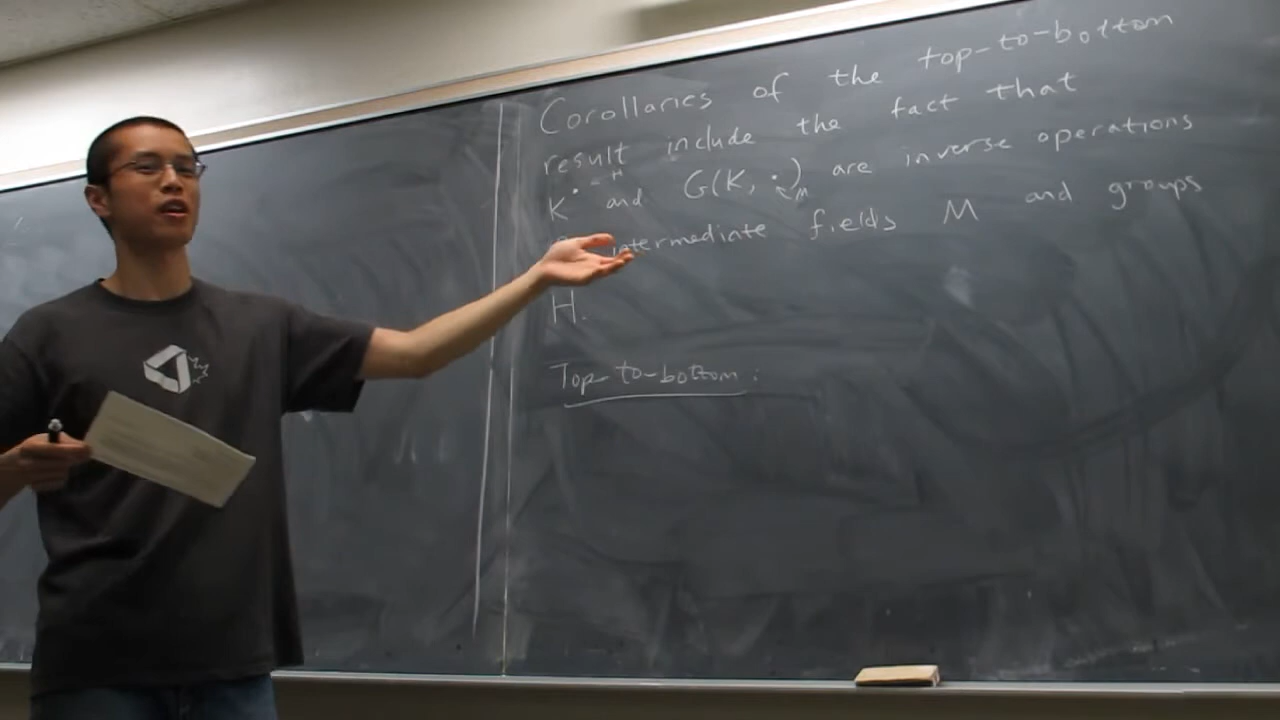 Corollaries of the top-to-bottom
result include the fact that
K^• and G(K, •) are inverse operations
intermediate fields M and groups
H.
Top-to-bottom: